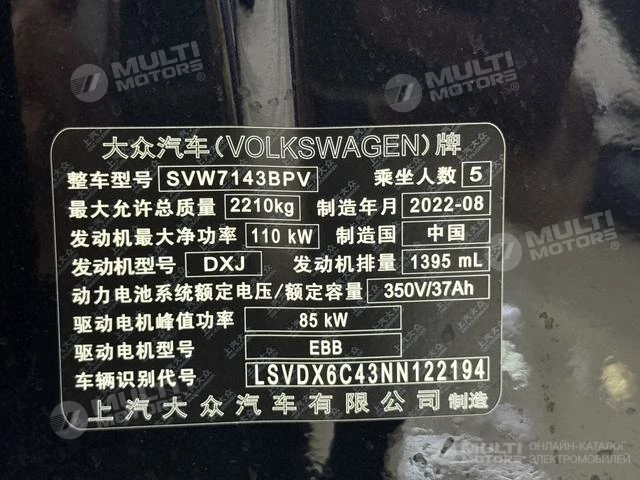 MULTI
MOTORS
MULTI
MOTORS
大众汽车(VOLKSWAGEN)牌
整车型号 SVW7143BPV 乘坐人数 5
最大允许总质量 2210kg 制造年月 2022-08
发动机最大净功率 110 kW 制造国 中国
发动机型号 DXJ 发动机排量 1395 mL
动力电池系统额定电压/额定容量 350V/37Ah
驱动电机峰值功率 85 kW
驱动电机型号 EBB
车辆识别代号 LSVDX6C43NN122194
上汽大众汽车有限公司 制造
MULTI
MOTORS
MULTI
MOTORS
MULTI
MOTORS
ОНЛАЙН-КАТАЛОГ
ЭЛЕКТРОМОБИЛЕЙ